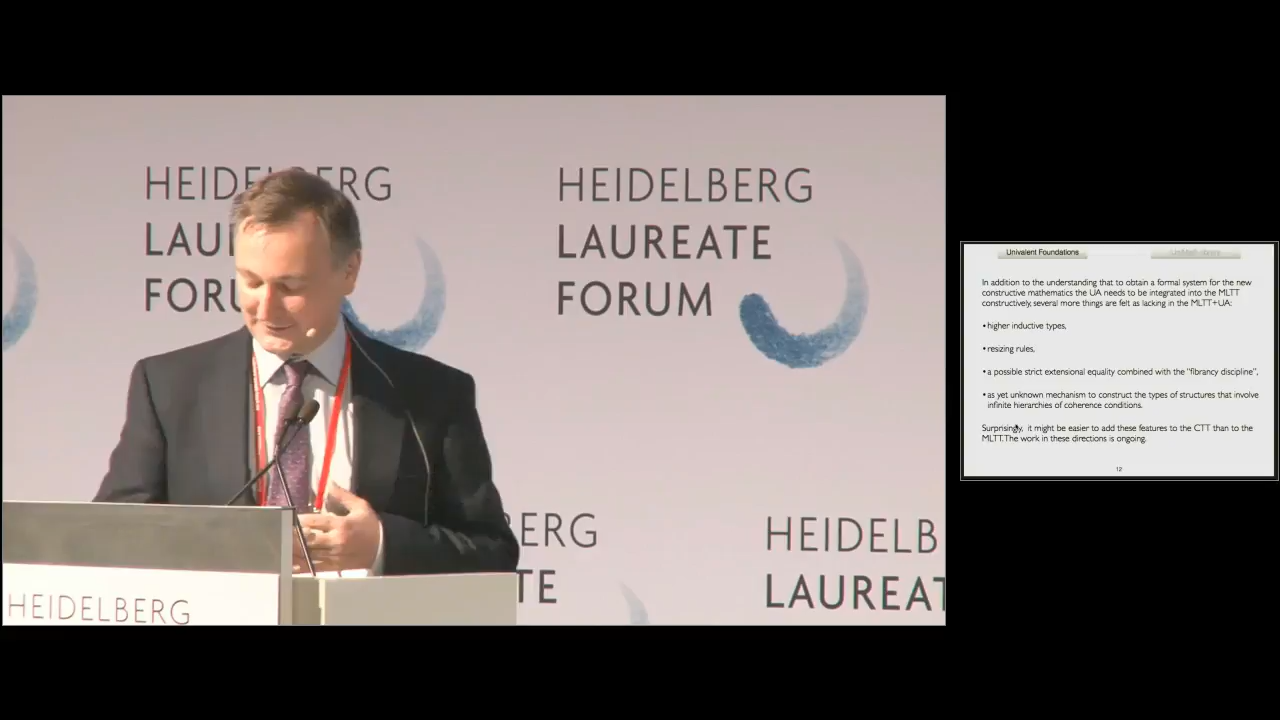 HEIDELBERG
LAUREATE
FORUM
HEIDELBERG
LAUREATE
FORUM
ERG
TE
HEIDELB
LAUREAT
HEIDELBERG
Univalent Foundations
UniMath library
In addition to the understanding that to obtain a formal system for the new
constructive mathematics the UA needs to be integrated into the MLTT
constructively, several more things are felt as lacking in the MLTT+UA:
• higher inductive types,
• resizing rules,
• a possible strict extensional equality combined with the "fibrancy discipline",
• as yet unknown mechanism to construct the types of structures that involve
infinite hierarchies of coherence conditions.
Surprisingly, it might be easier to add these features to the CTT than to the
MLTT. The work in these directions is ongoing.
12